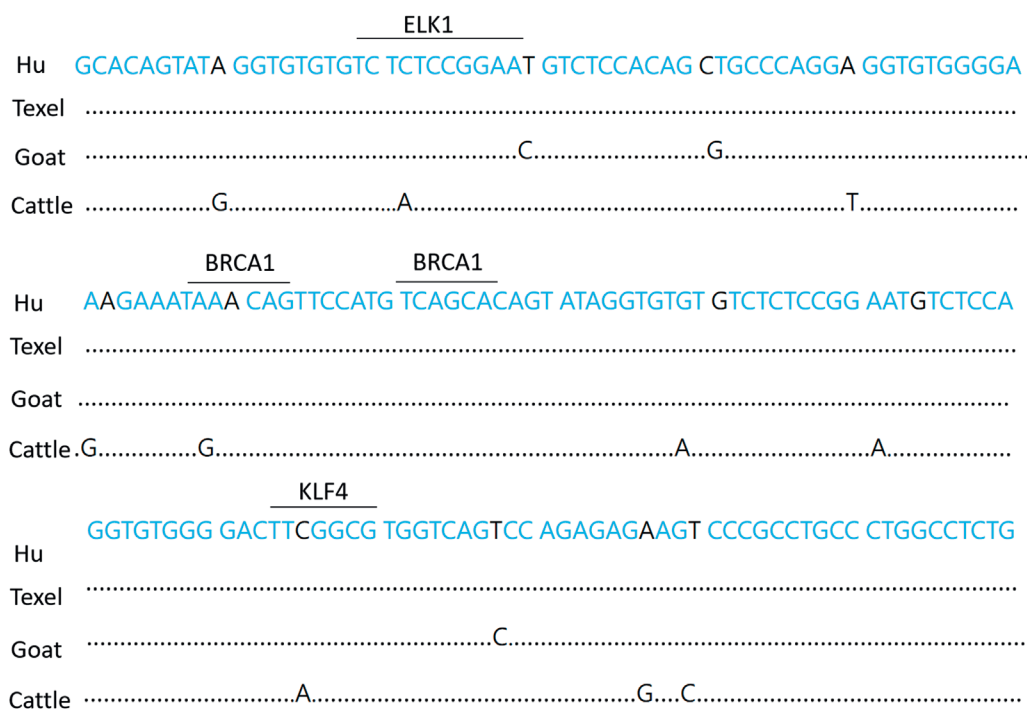 ELK1
Hu GCACAGTATA GGTGTGTGTC TCTCCGGAAT GTCTCCACAG CTGCCCAGGA GGTGTGGGGA
Texel ............................................................
Goat ............................C............G....................
Cattle .............G...............A............................T...........
BRCA1 BRCA1
Hu AAGAAATAAA CAGTTCCATG TCAGCACAGT ATAGGTGTGT GTCTCTCCGG AATGTCTCCA
Texel ............................................................
Goat ............................................................
Cattle .G..........G..............................A............A.........
KLF4
Hu GGTGTGGGG GACTTCGGCG TGGTCAGTCC AGAGAGAAGT CCCGCCTGCC CTGGCCTCTG
Texel ............................................................
Goat ...........................C................................
Cattle ..............A......................G..C....................